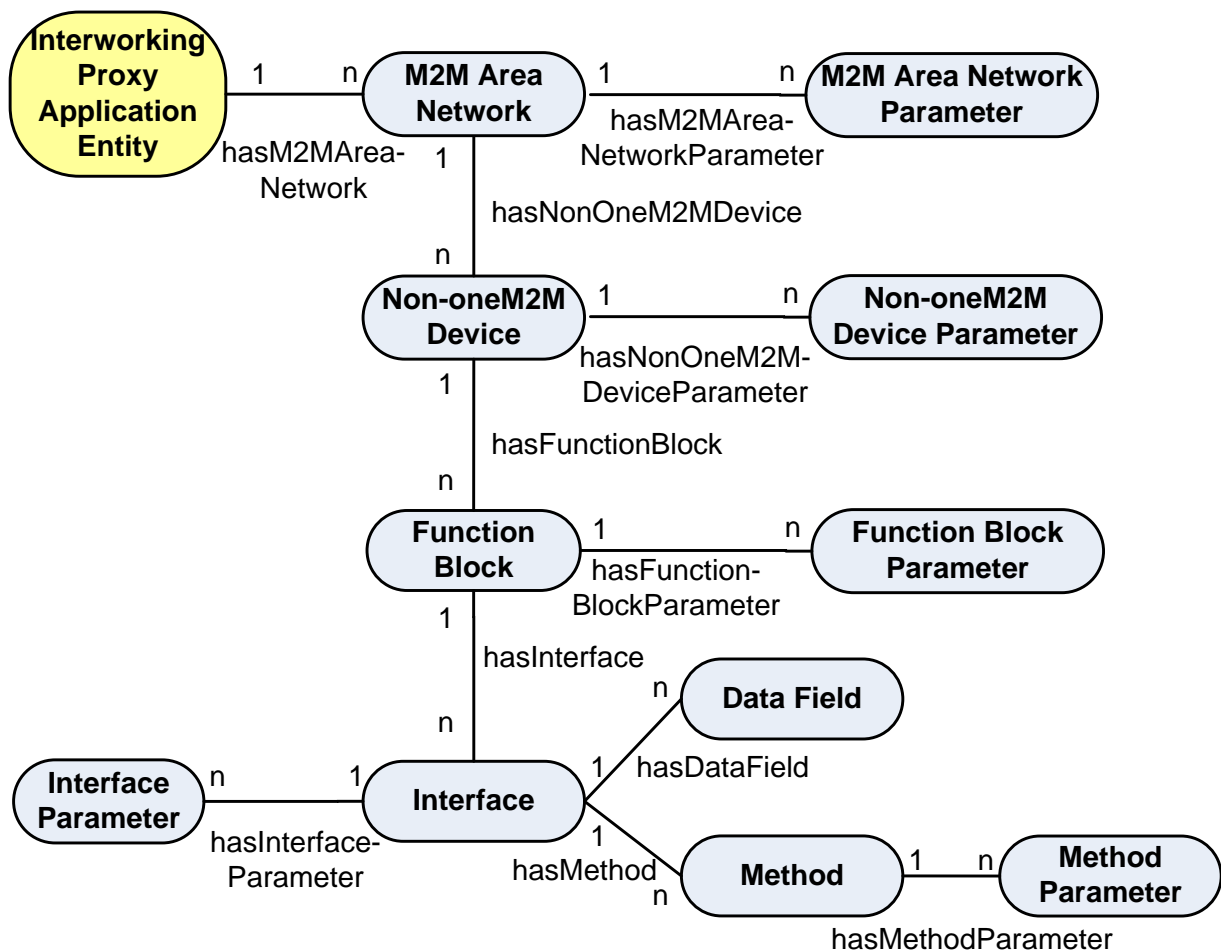 Interworking
Proxy
Application
Entity
1
n
M2M Area
Network
1
n
M2M Area Network
Parameter
hasM2MArea-
Network
hasM2MArea-
NetworkParameter
1
hasNonOneM2MDevice
n
Non-oneM2M
Device
1
n
Non-oneM2M
Device Parameter
hasNonOneM2M-
DeviceParameter
1
hasFunctionBlock
n
Function
Block
1
n
Function Block
Parameter
hasFunction-
BlockParameter
1
hasInterface
n
n
Data Field
1
hasDataField
Interface
Parameter
n
1
Interface
hasInterface-
Parameter
1
hasMethod
n
Method
1
n
Method
Parameter
hasMethodParameter